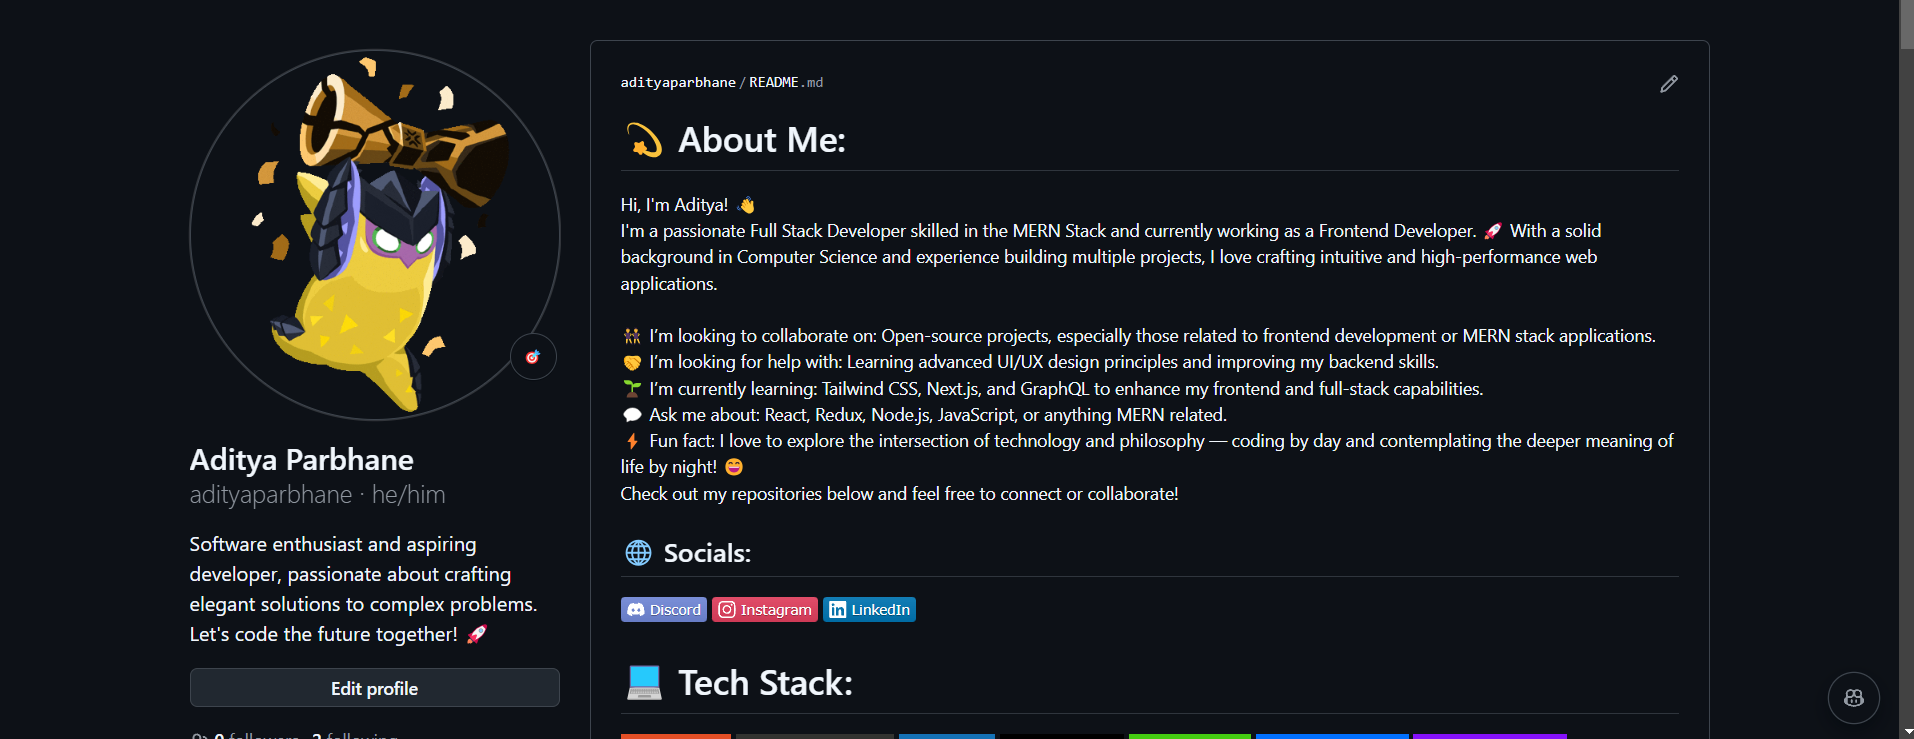 Aditya Parbhane
adityaparbhane · he/him
Software enthusiast and aspiring
developer, passionate about crafting
elegant solutions to complex problems.
Let's code the future together! 🚀
Edit profile
0 followers · 2 following
adityaparbhane / README.md
💫 About Me:
Hi, I'm Aditya! 👋
I'm a passionate Full Stack Developer skilled in the MERN Stack and currently working as a Frontend Developer. 🚀 With a solid
background in Computer Science and experience building multiple projects, I love crafting intuitive and high-performance web
applications.
👯 I’m looking to collaborate on: Open-source projects, especially those related to frontend development or MERN stack applications.
🤝 I’m looking for help with: Learning advanced UI/UX design principles and improving my backend skills.
🌱 I’m currently learning: Tailwind CSS, Next.js, and GraphQL to enhance my frontend and full-stack capabilities.
💬 Ask me about: React, Redux, Node.js, JavaScript, or anything MERN related.
⚡ Fun fact: I love to explore the intersection of technology and philosophy — coding by day and contemplating the deeper meaning of
life by night! 😄
Check out my repositories below and feel free to connect or collaborate!
🌐 Socials:
Discord Instagram LinkedIn
💻 Tech Stack: